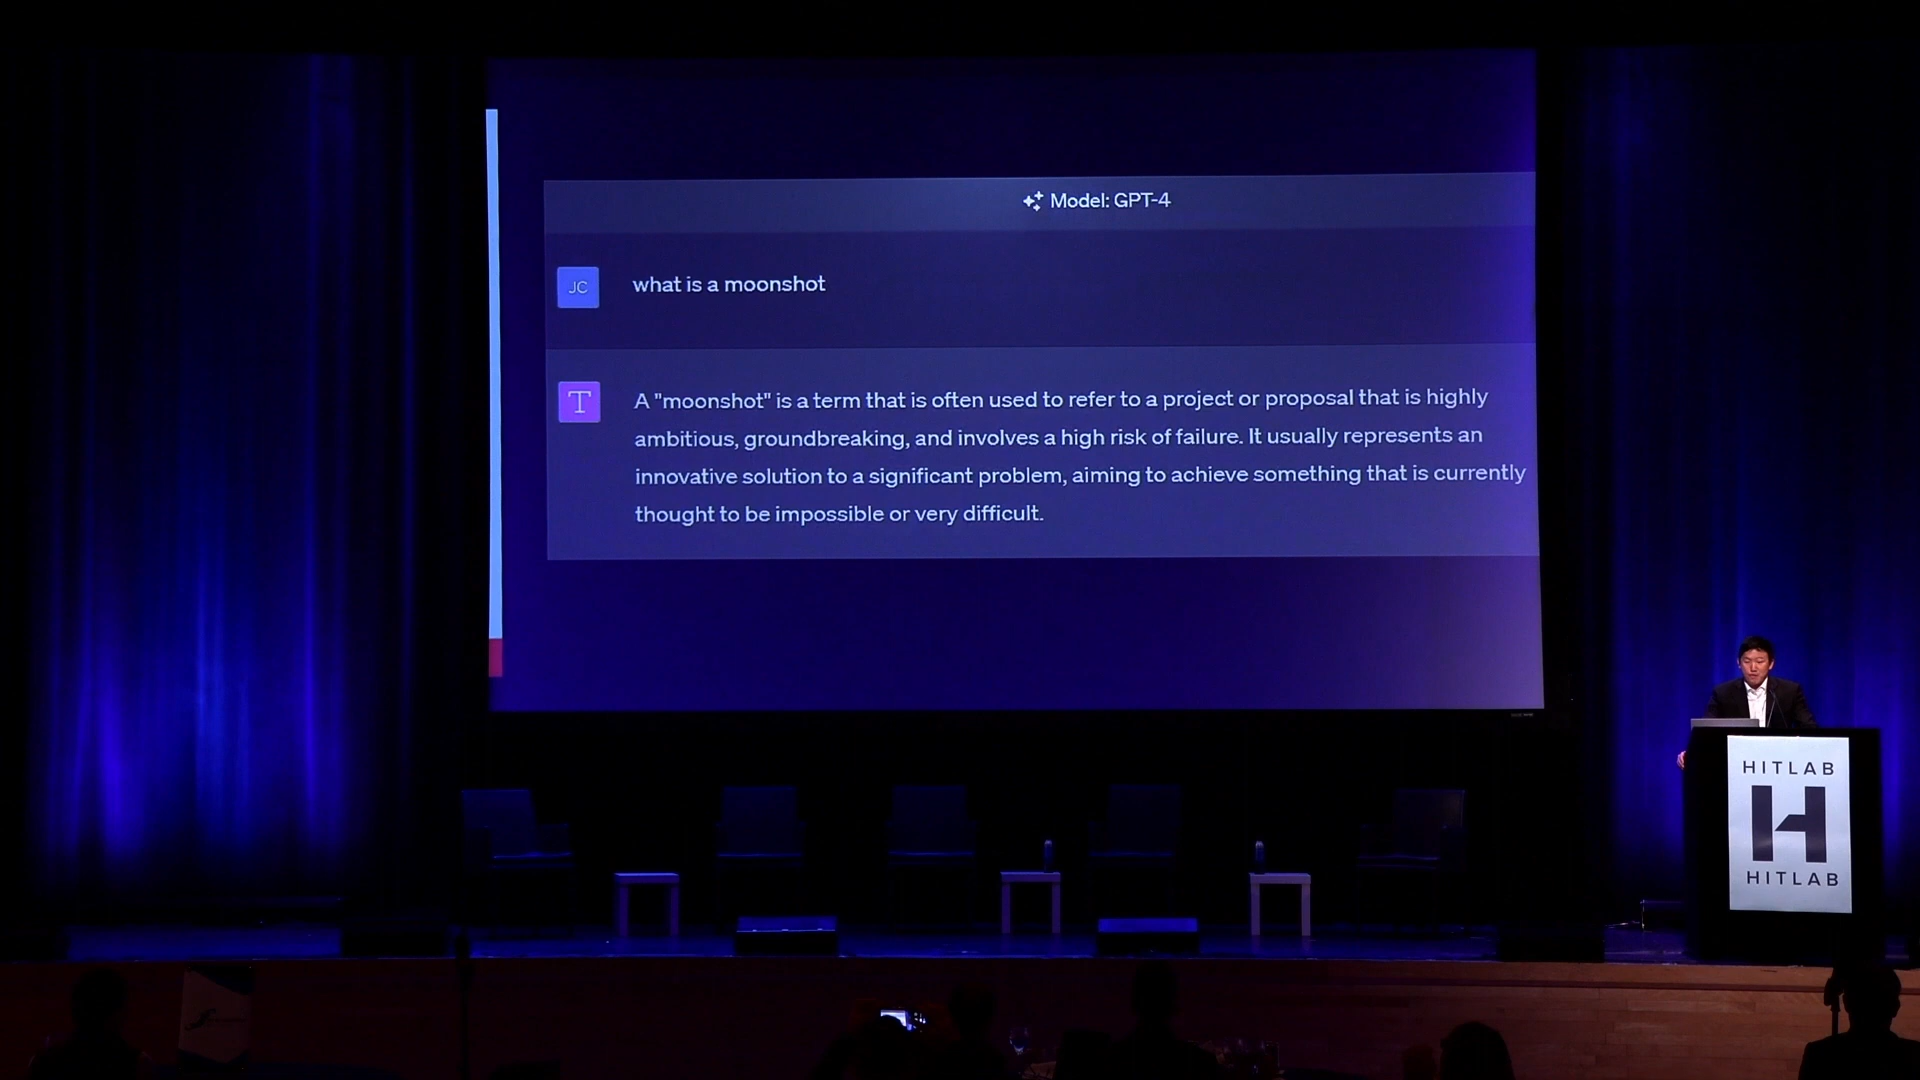 Model: GPT-4
JC
what is a moonshot
T
A "moonshot" is a term that is often used to refer to a project or proposal that is highly
ambitious, groundbreaking, and involves a high risk of failure. It usually represents an
innovative solution to a significant problem, aiming to achieve something that is currently
thought to be impossible or very difficult.
HITLAB
H
HITLAB